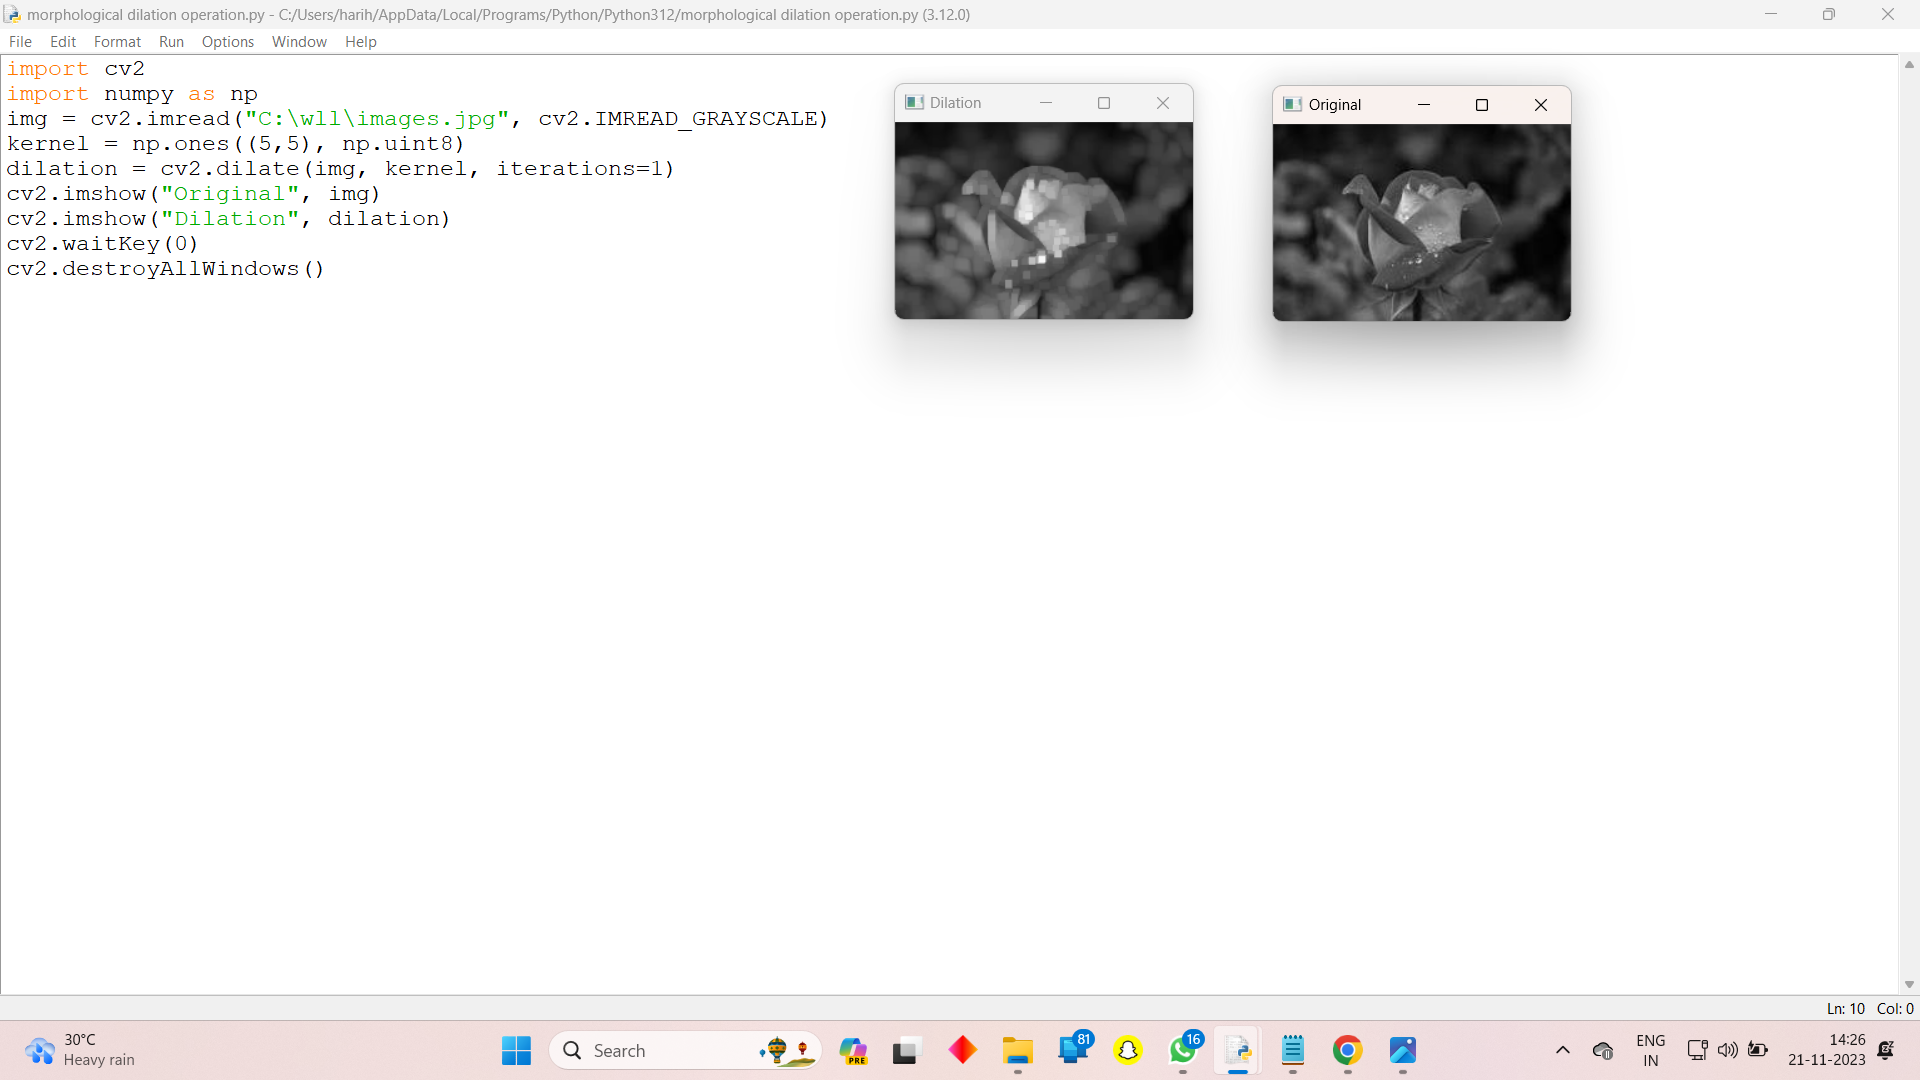 morphological dilation operation.py - C:/Users/harih/AppData/Local/Programs/Python/Python312/morphological dilation operation.py (3.12.0)
File Edit Format Run Options Window Help
import cv2
import numpy as np
img = cv2.imread("C:\wll\images.jpg", cv2.IMREAD_GRAYSCALE)
kernel = np.ones((5,5), np.uint8)
dilation = cv2.dilate(img, kernel, iterations=1)
cv2.imshow("Original", img)
cv2.imshow("Dilation", dilation)
cv2.waitKey(0)
cv2.destroyAllWindows()
Dilation
Original
Ln: 10 Col: 0
30°C
Heavy rain
Search
PRE
81
16
ENG
IN
14:26
21-11-2023